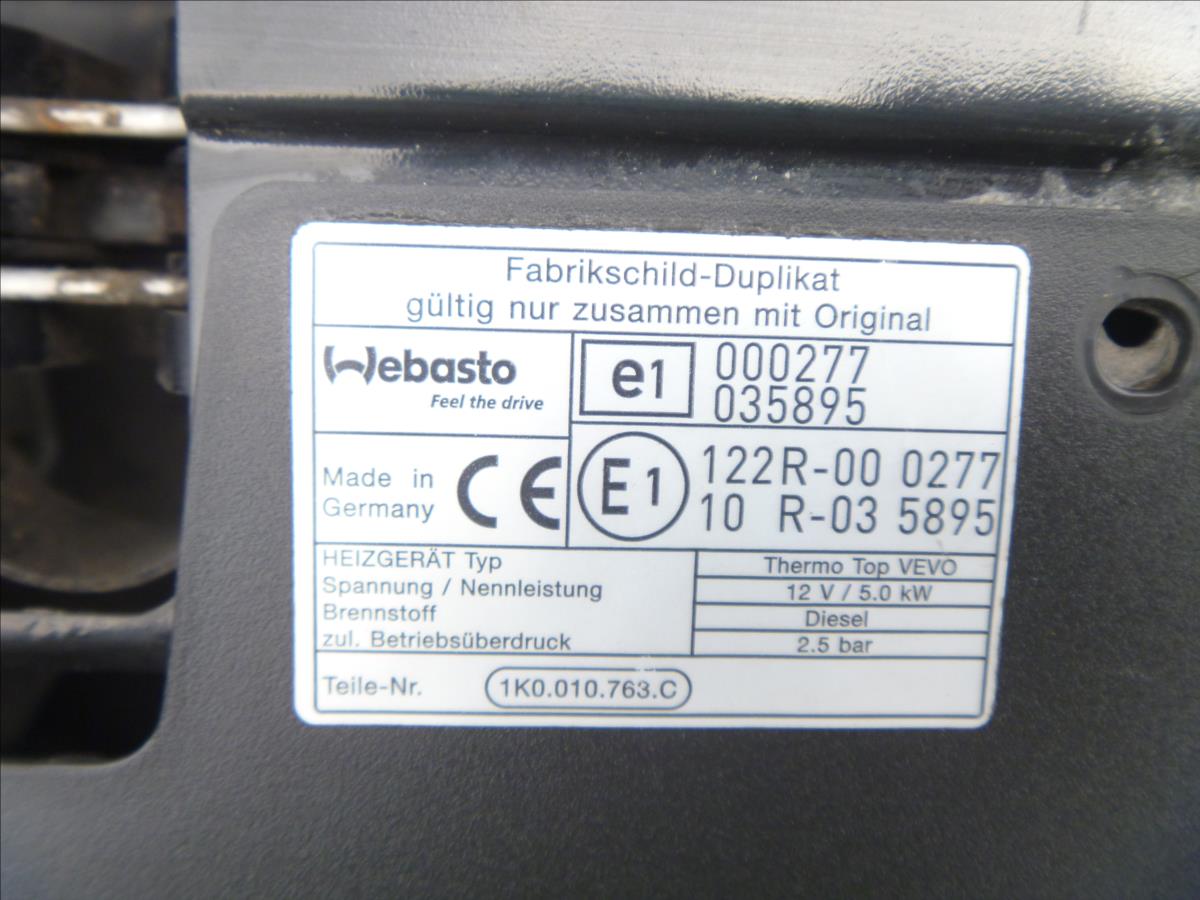 Fabrikschild-Duplikat
gültig nur zusammen mit Original
Webasto
Feel the drive
e1
000277
035895
Made in
Germany
CE
E1
122R-00 0277
10 R-03 5895
HEIZGERÄT Typ
Thermo Top VEVO
Spannung / Nennleistung
12 V / 5.0 kW
Brennstoff
Diesel
zul. Betriebsüberdruck
2.5 bar
Teile-Nr.
1K0.010.763.C